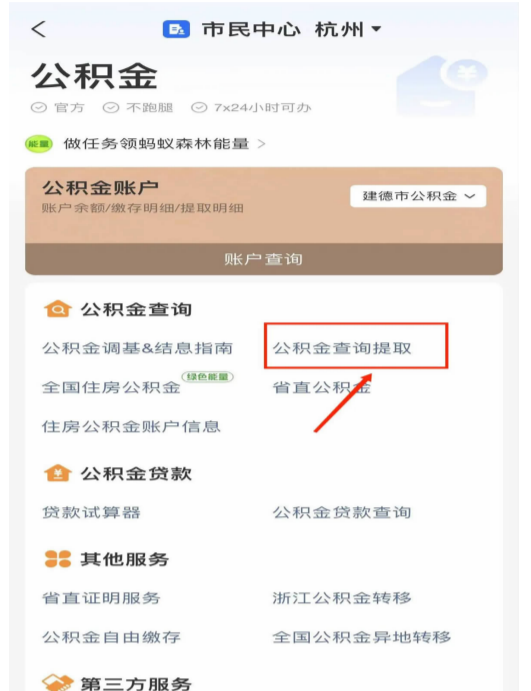 市民中心 杭州
公积金
官方 不跑腿 7x24小时可办
能量 做任务领蚂蚁森林能量 >
公积金账户
账户余额/缴存明细/提取明细
建德市公积金
账户查询
公积金查询
公积金调基&结息指南 公积金查询提取
全国住房公积金 绿色能量 省直公积金
住房公积金账户信息
公积金贷款
贷款试算器 公积金贷款查询
其他服务
省直证明服务 浙江公积金转移
公积金自由缴存 全国公积金异地转移
第三方服务